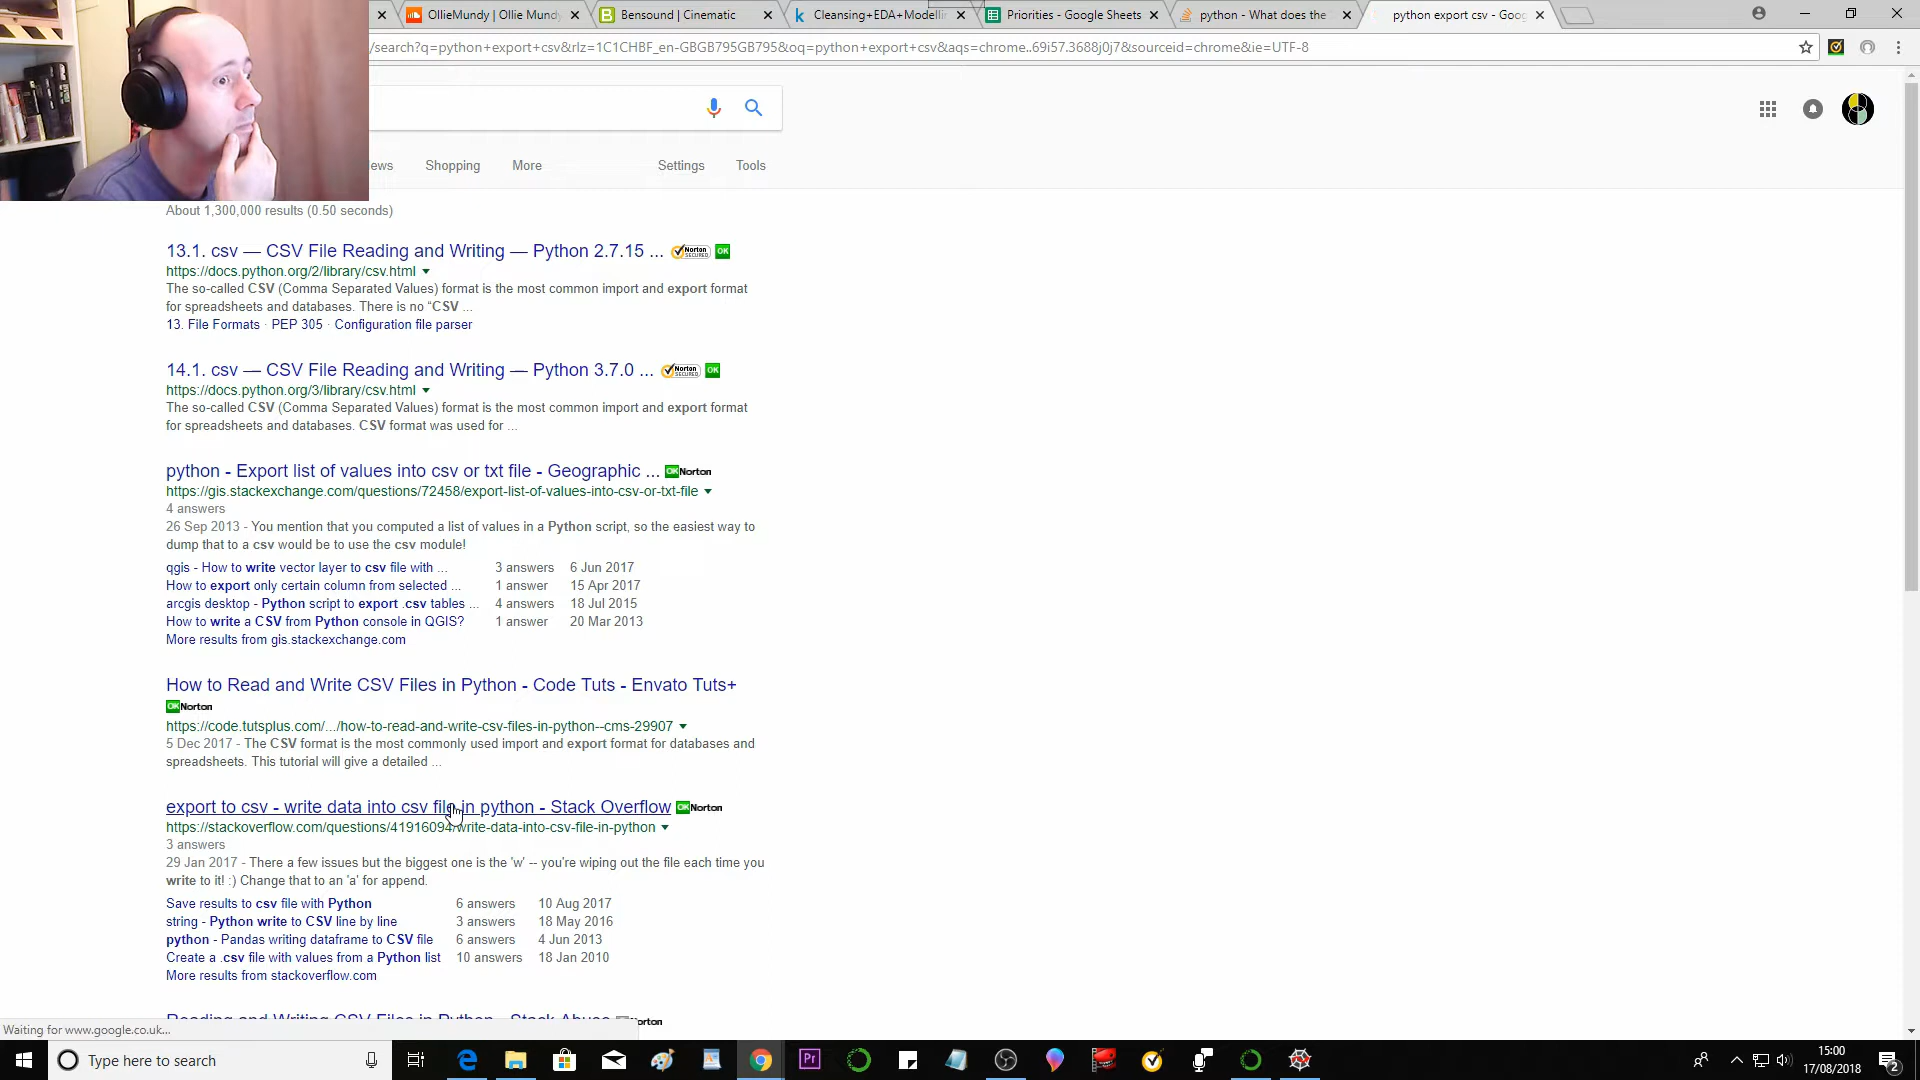 OllieMundy | Ollie Mund
Bensound | Cinematic
Cleansing+EDA+Modelli
Priorities - Google Sheets
python - What does the
python export csv - Goog
/search?q=python+export+csv&rlz=1C1CHBF_en-GBGB795GB795&oq=python+export+csv&aqs=chrome..69i57.3688j0j7&sourceid=chrome&ie=UTF-8
ews Shopping More Settings Tools
About 1,300,000 results (0.50 seconds)
13.1. csv — CSV File Reading and Writing — Python 2.7.15 ... Norton SECURED OK
https://docs.python.org/2/library/csv.html
The so-called CSV (Comma Separated Values) format is the most common import and export format
for spreadsheets and databases. There is no “CSV ...
13. File Formats · PEP 305 · Configuration file parser
14.1. csv — CSV File Reading and Writing — Python 3.7.0 ... Norton SECURED OK
https://docs.python.org/3/library/csv.html
The so-called CSV (Comma Separated Values) format is the most common import and export format
for spreadsheets and databases. CSV format was used for ...
python - Export list of values into csv or txt file - Geographic ... OK Norton
https://gis.stackexchange.com/questions/72458/export-list-of-values-into-csv-or-txt-file
4 answers
26 Sep 2013 - You mention that you computed a list of values in a Python script, so the easiest way to
dump that to a csv would be to use the csv module!
qgis - How to write vector layer to csv file with ... 3 answers 6 Jun 2017
How to export only certain column from selected ... 1 answer 15 Apr 2017
arcgis desktop - Python script to export .csv tables ... 4 answers 18 Jul 2015
How to write a CSV from Python console in QGIS? 1 answer 20 Mar 2013
More results from gis.stackexchange.com
How to Read and Write CSV Files in Python - Code Tuts - Envato Tuts+
OK Norton
https://code.tutsplus.com/.../how-to-read-and-write-csv-files-in-python--cms-29907
5 Dec 2017 - The CSV format is the most commonly used import and export format for databases and
spreadsheets. This tutorial will give a detailed ...
export to csv - write data into csv file in python - Stack Overflow OK Norton
https://stackoverflow.com/questions/41916094/write-data-into-csv-file-in-python
3 answers
29 Jan 2017 - There a few issues but the biggest one is the 'w' -- you're wiping out the file each time you
write to it! :) Change that to an 'a' for append.
Save results to csv file with Python 6 answers 10 Aug 2017
string - Python write to CSV line by line 3 answers 18 May 2016
python - Pandas writing dataframe to CSV file 6 answers 4 Jun 2013
Create a .csv file with values from a Python list 10 answers 18 Jan 2010
More results from stackoverflow.com
Reading and Writing CSV Files in Python - Stack Abuse orton
Waiting for www.google.co.uk...
Type here to search
Pr
15:00
17/08/2018
2